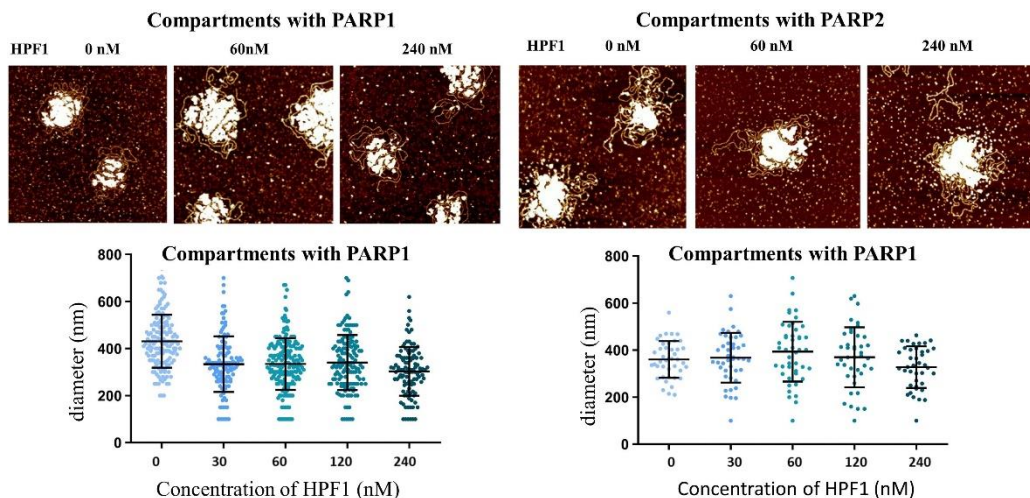 Compartments with PARP1
HPF1 0 nM 60nM 240 nM
Compartments with PARP2
HPF1 0 nM 60 nM 240 nM
Compartments with PARP1
diameter (nm)
800
600
400
200
0
0 30 60 120 240
Concentration of HPF1 (nM)
Compartments with PARP1
diameter (nm)
800
600
400
200
0
0 30 60 120 240
Concentration of HPF1 (nM)